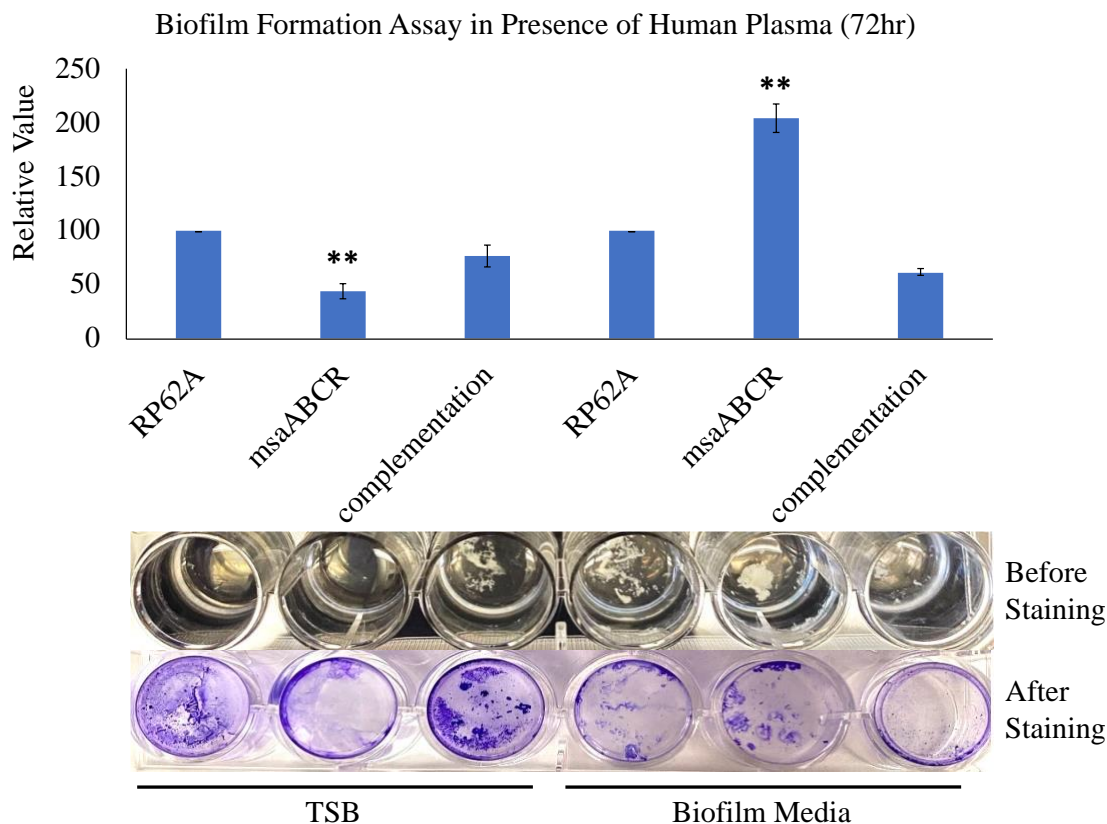 Biofilm Formation Assay in Presence of Human Plasma (72hr)
250
200
150
100
50
0
Relative Value
**
**
RP62A
msaABCR
complementation
RP62A
msaABCR
complementation
Before
Staining
After
Staining
TSB
Biofilm Media